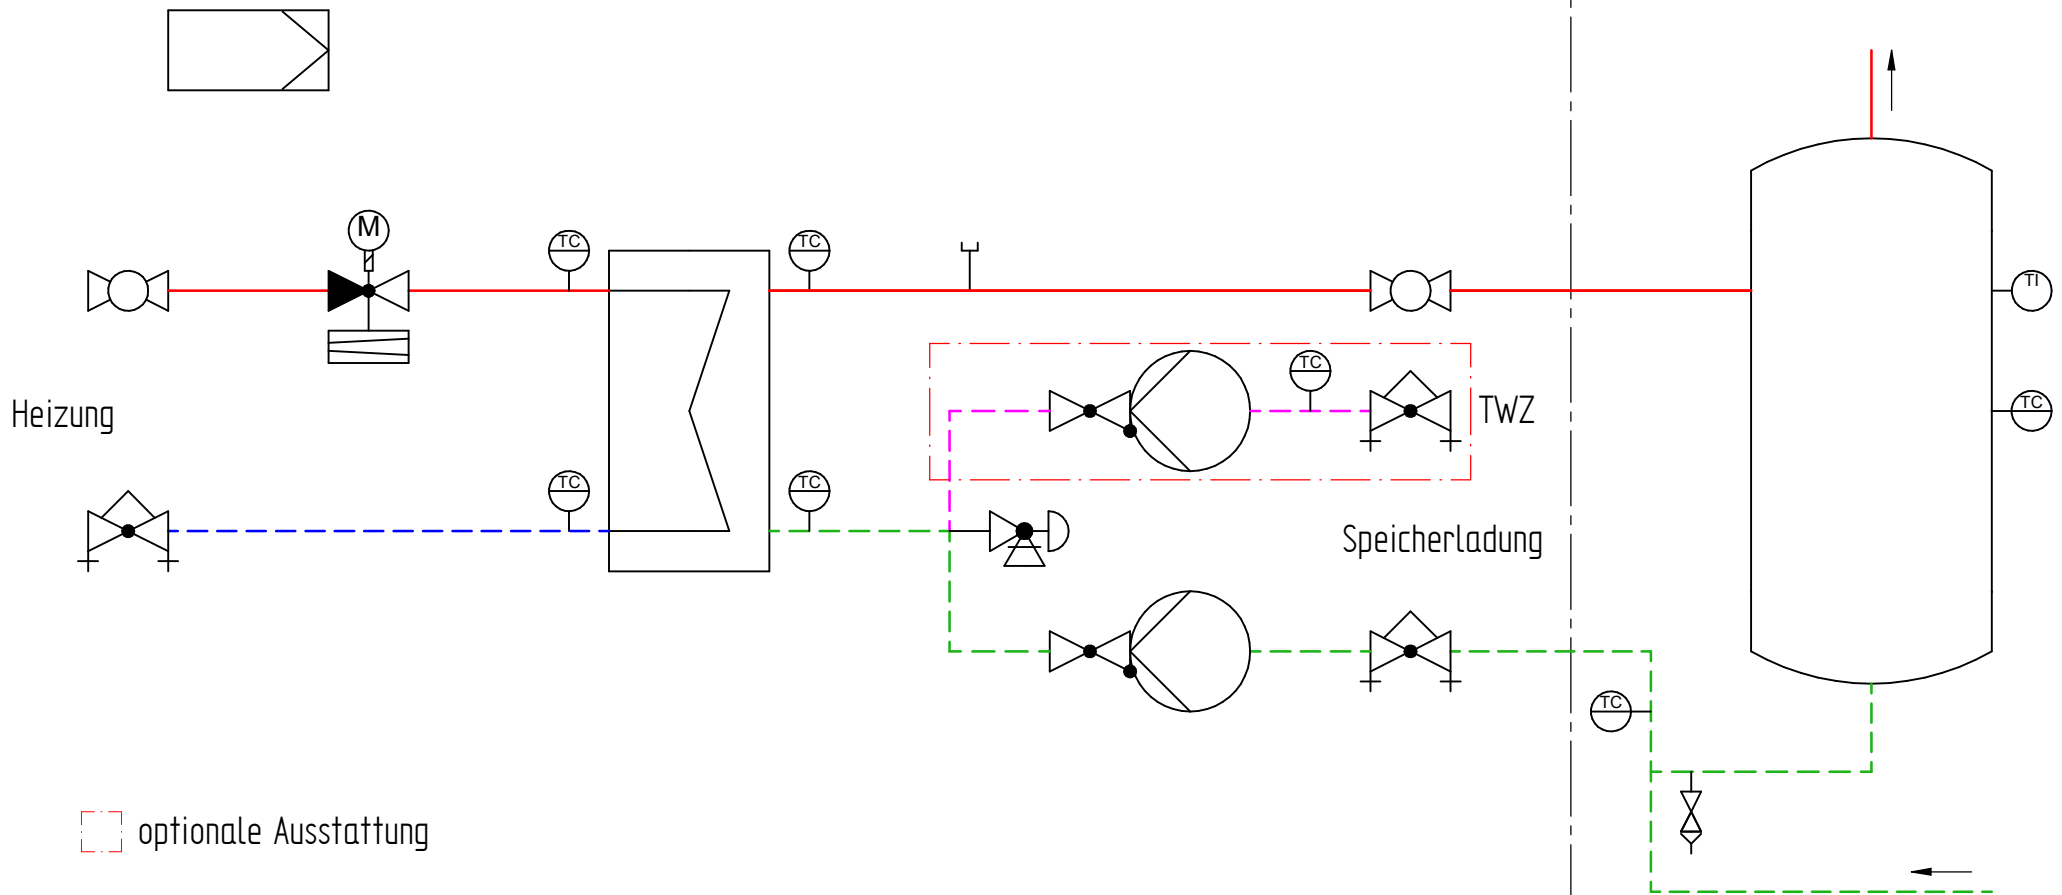 M
TC
TC
TI
TC
TC
Heizung
TWZ
TC
TC
Speicherladung
TC
optionale Ausstattung